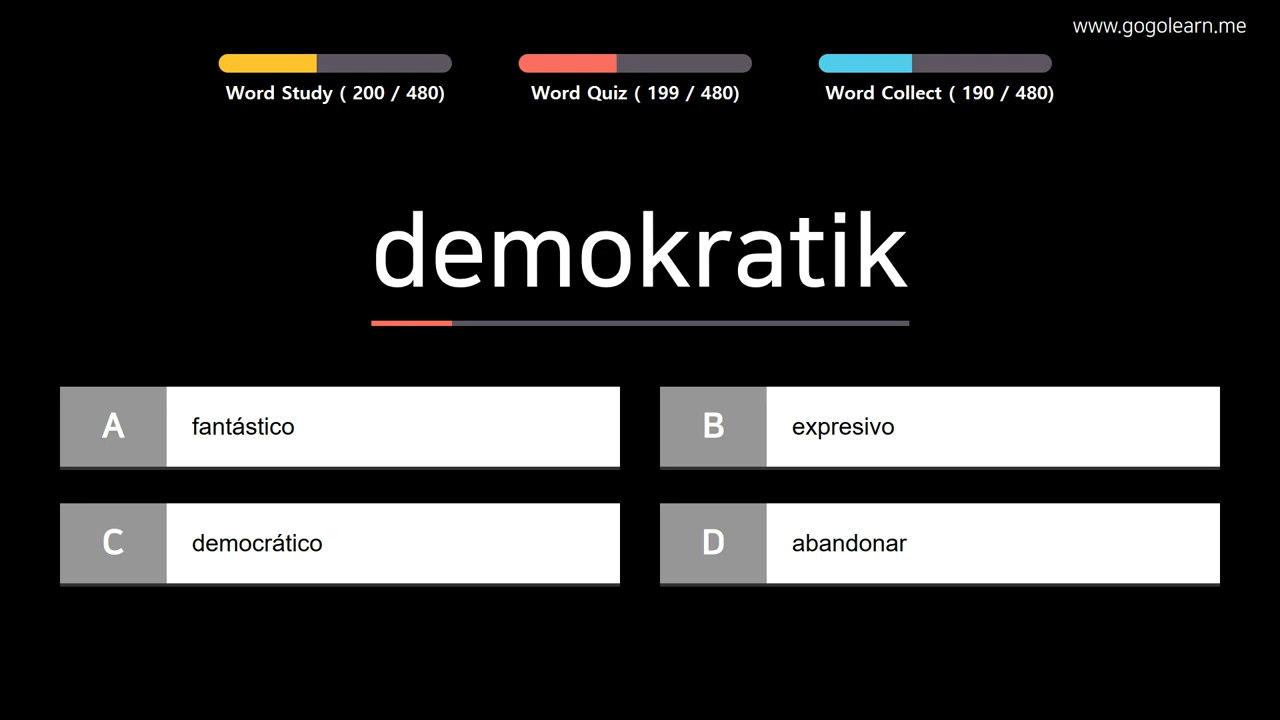 www.gogolearn.me
Word Study ( 200 / 480)
Word Quiz ( 199 / 480)
Word Collect ( 190 / 480)
demokratik
A
fantástico
B
expresivo
C
democrático
D
abandonar